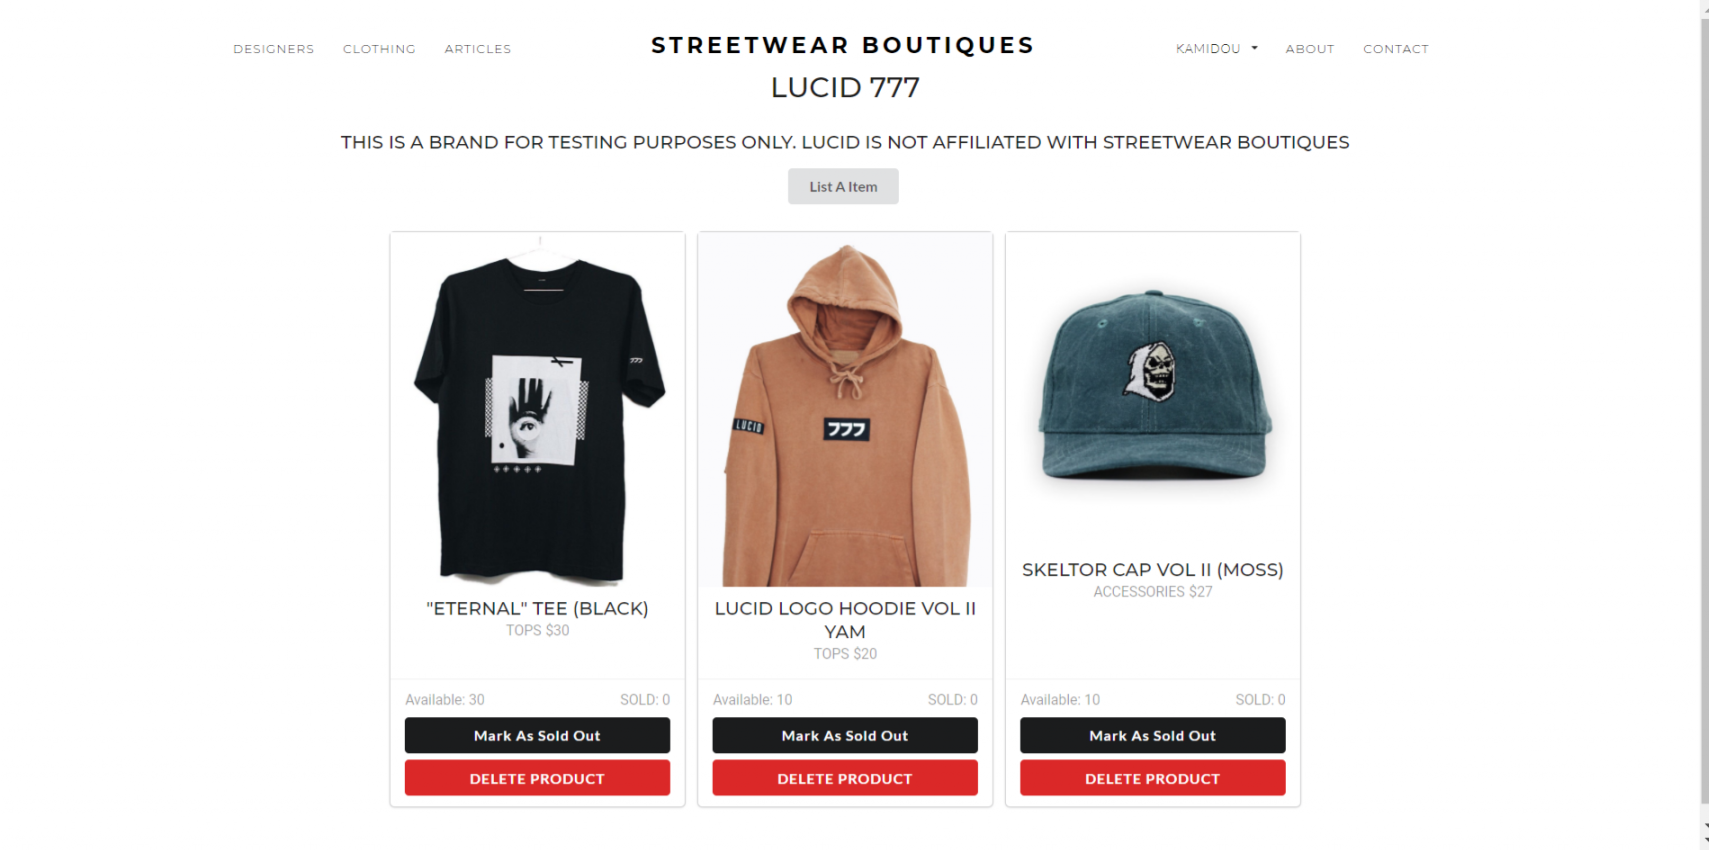 DESIGNERS CLOTHING ARTICLES STREETWEAR BOUTIQUES KAMIDOU ABOUT CONTACT
LUCID 777
THIS IS A BRAND FOR TESTING PURPOSES ONLY. LUCID IS NOT AFFILIATED WITH STREETWEAR BOUTIQUES
List A Item
777
LUCID
777
"ETERNAL" TEE (BLACK)
TOPS $30
Available: 30 SOLD: 0
Mark As Sold Out
DELETE PRODUCT
LUCID LOGO HOODIE VOL II
YAM
TOPS $20
Available: 10 SOLD: 0
Mark As Sold Out
DELETE PRODUCT
SKELTOR CAP VOL II (MOSS)
ACCESSORIES $27
Available: 10 SOLD: 0
Mark As Sold Out
DELETE PRODUCT